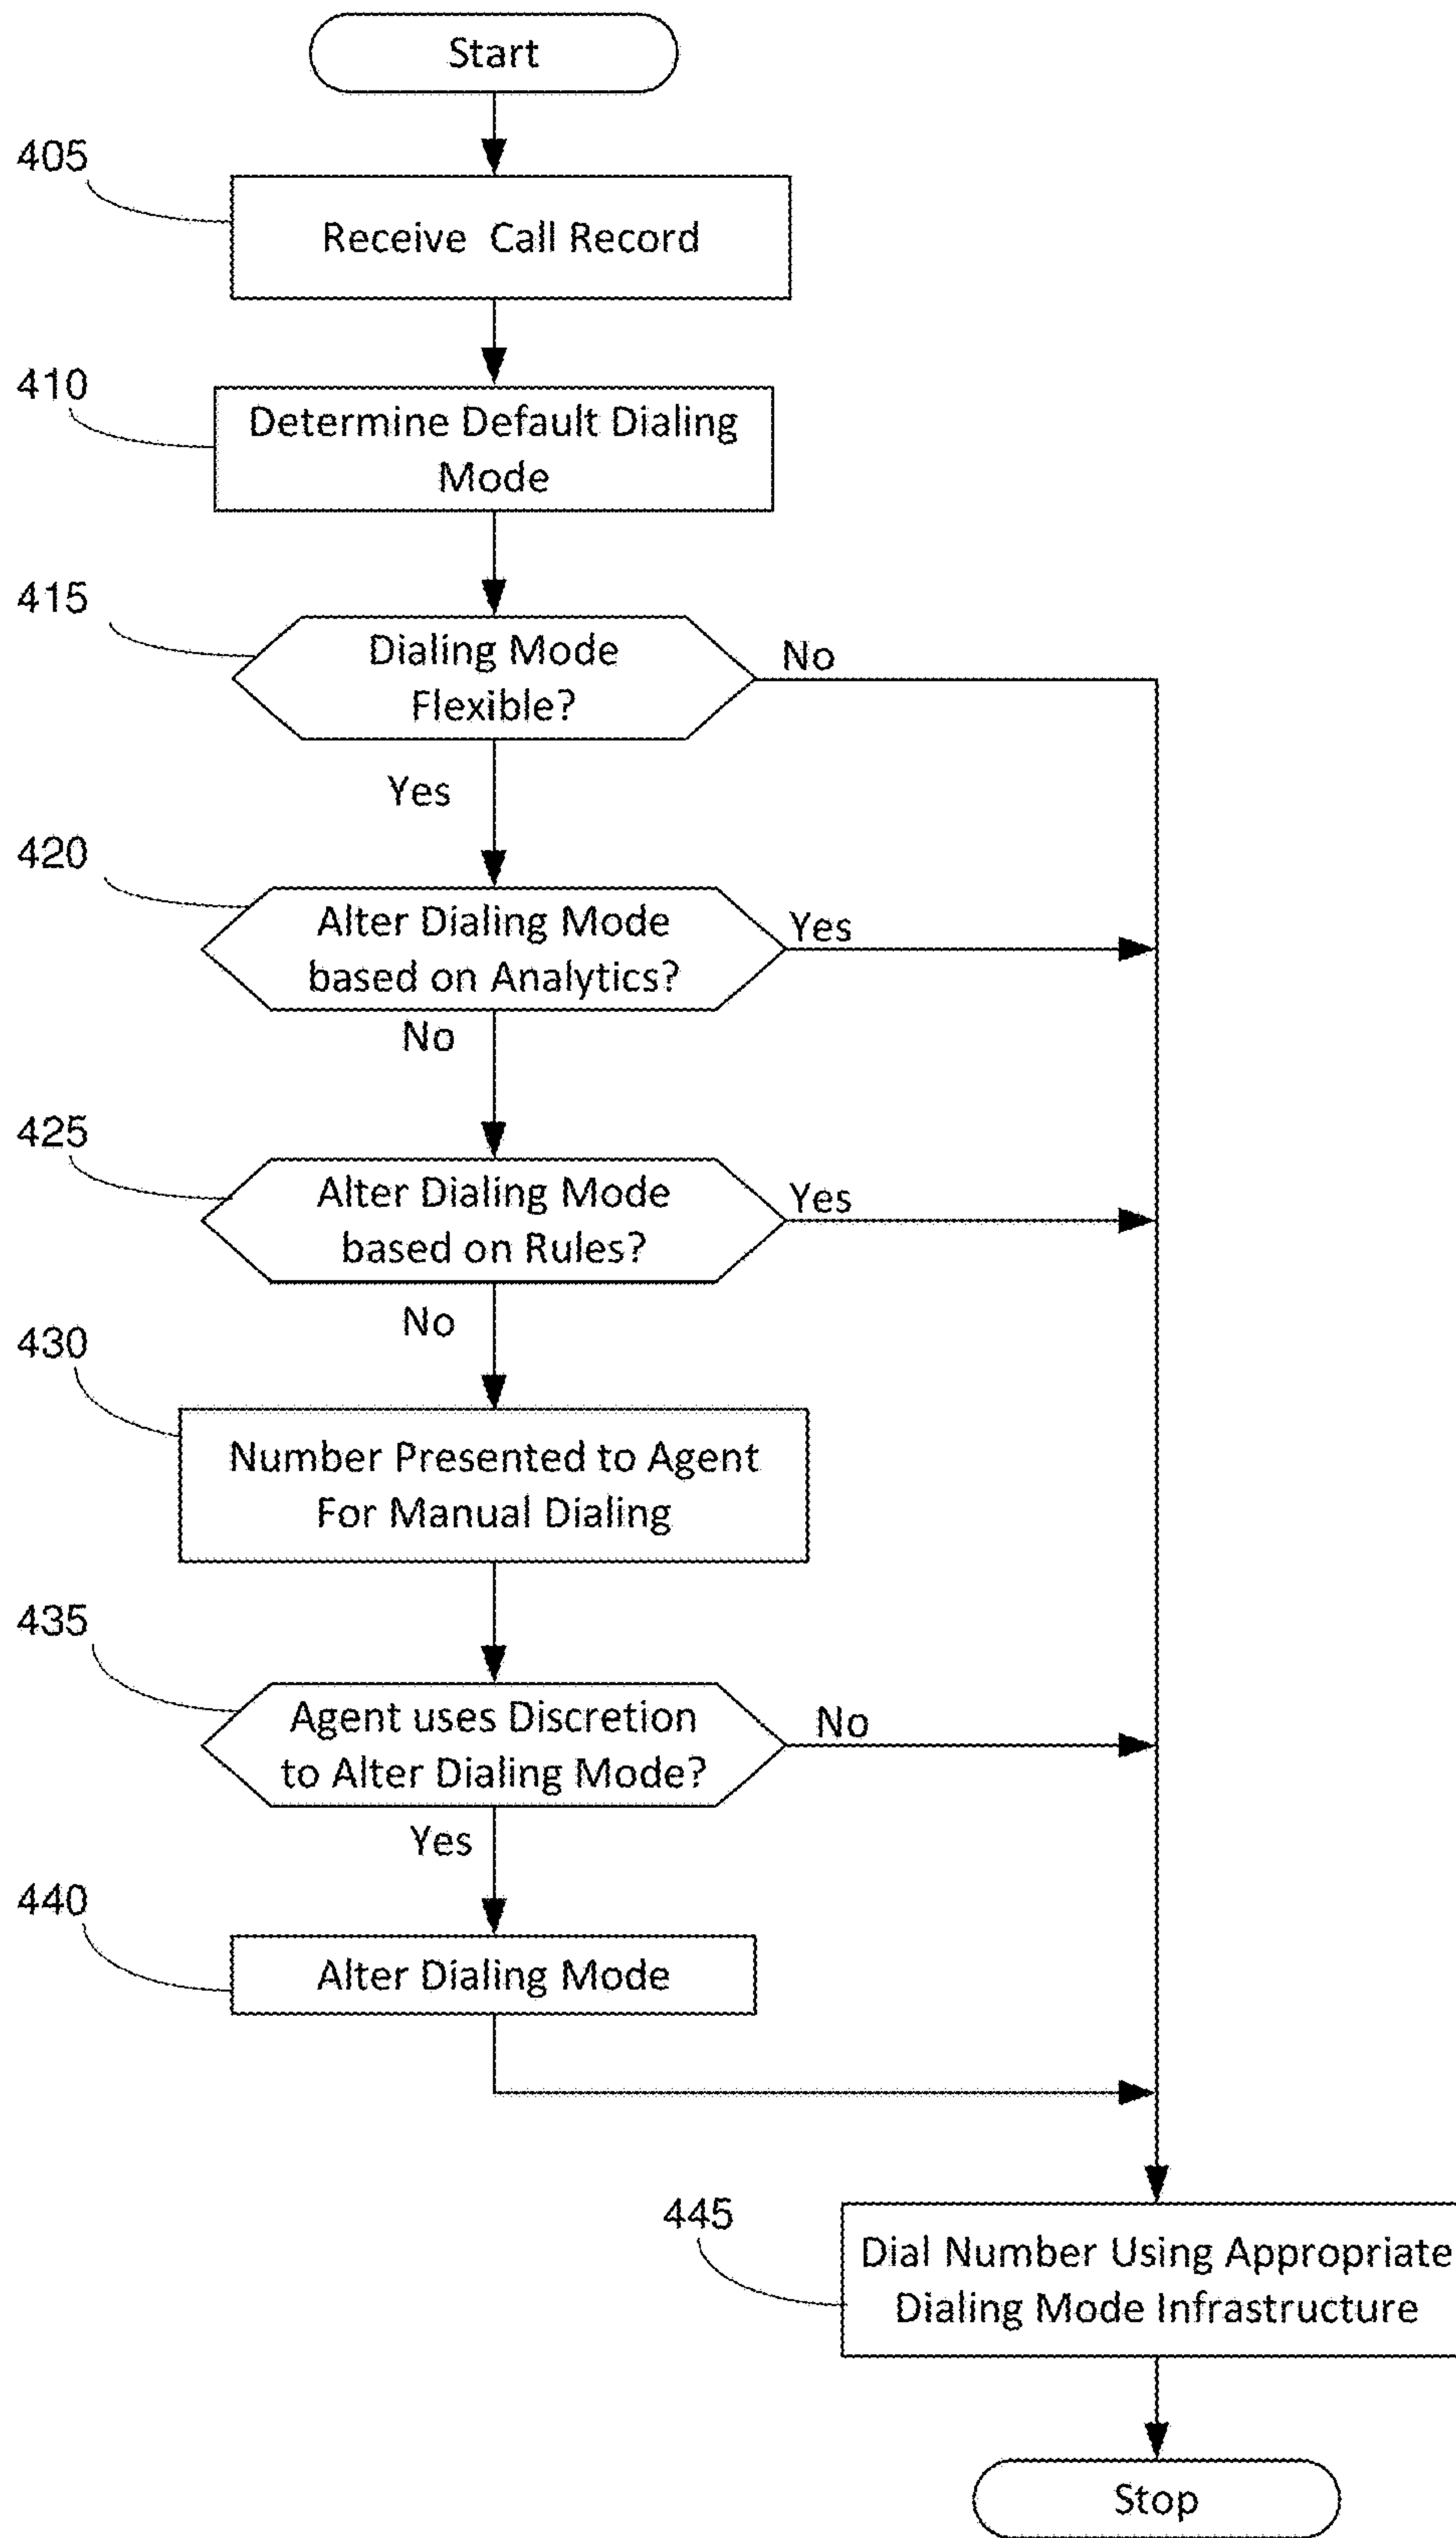 Start
405
Receive Call Record
410
Determine Default Dialing
Mode
415
Dialing Mode
Flexible?
No
Yes
420
Alter Dialing Mode
based on Analytics?
Yes
No
425
Alter Dialing Mode
based on Rules?
Yes
No
430
Number Presented to Agent
For Manual Dialing
435
Agent uses Discretion
to Alter Dialing Mode?
No
Yes
440
Alter Dialing Mode
445
Dial Number Using Appropriate
Dialing Mode Infrastructure
Stop